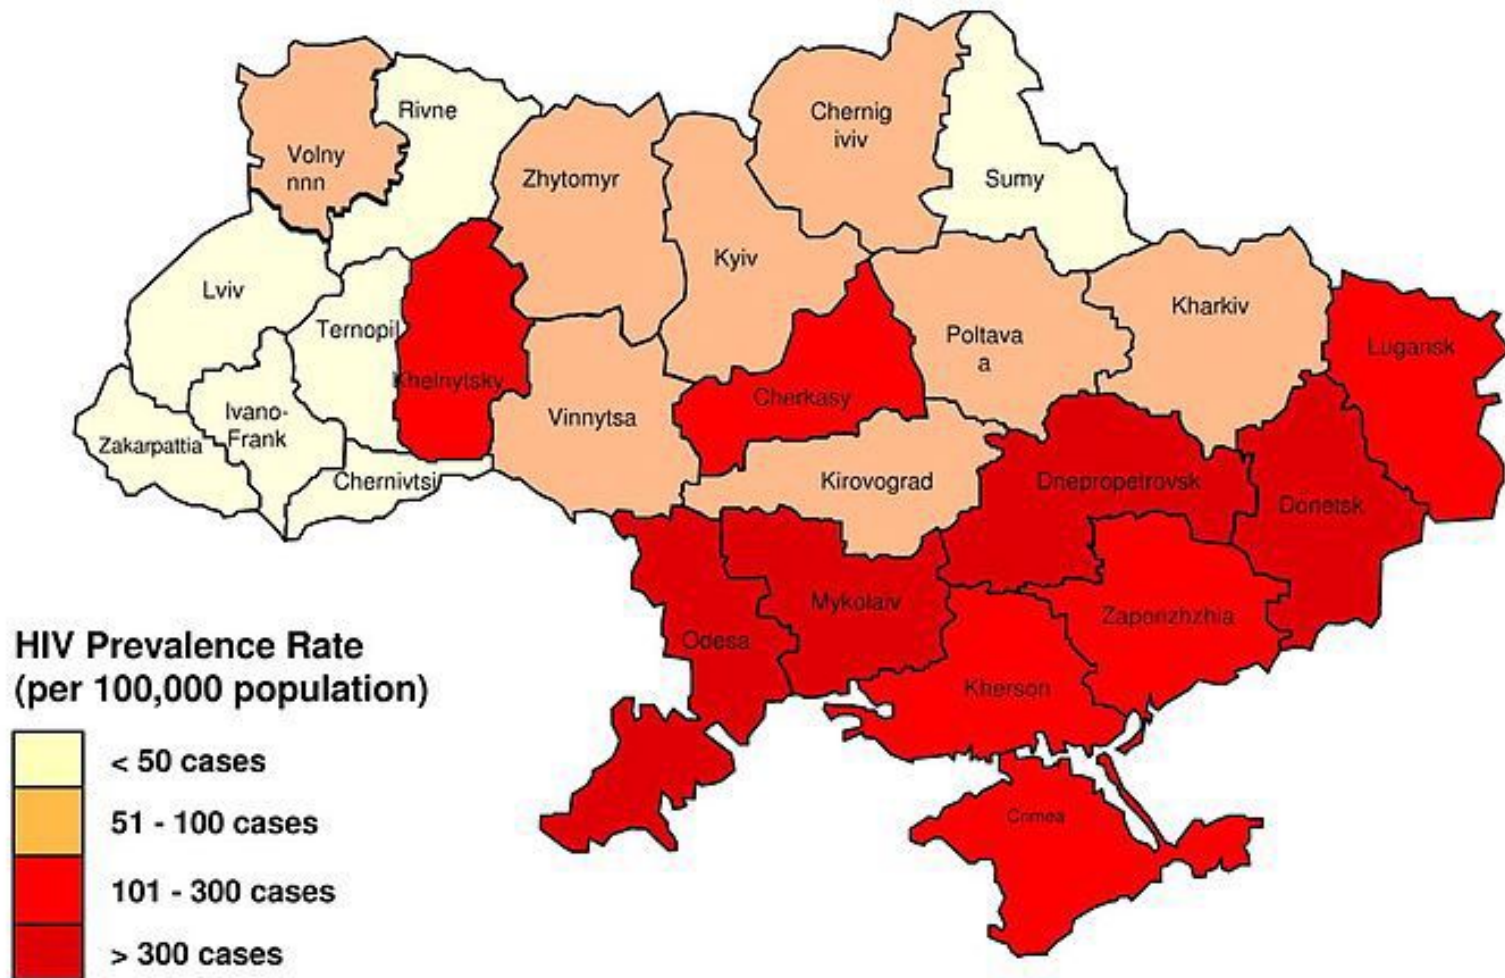 Rivne
Volny
nnn
Zhytomyr
Chernig
iviv
Sumy
Kyiv
Lviv
Ternopil
Khelnytsky
Cherkasy
Poltava
a
Kharkiv
Lugansk
Zakarpattia
Ivano-
Frank
Chernivtsi
Vinnytsa
Kirovograd
Dnepropetrovsk
Donetsk
Odesa
Mykolaiv
Zaporizhzhia
Kherson
Crimea
HIV Prevalence Rate
(per 100,000 population)
< 50 cases
51 - 100 cases
101 - 300 cases
> 300 cases